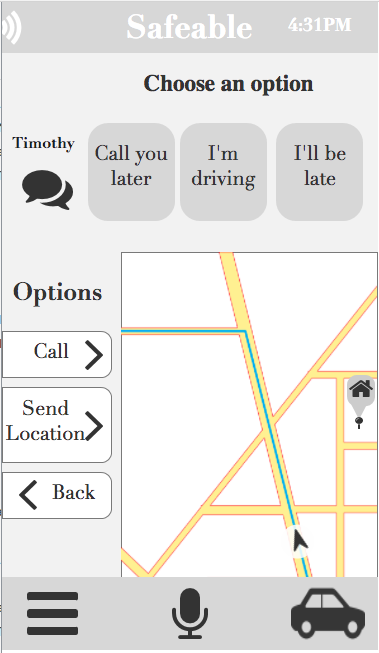 Safeable
4:31PM
Choose an option
Timothy
Call you
later
I'm
driving
I'll be
late
Options
Call
Send
Location
Back